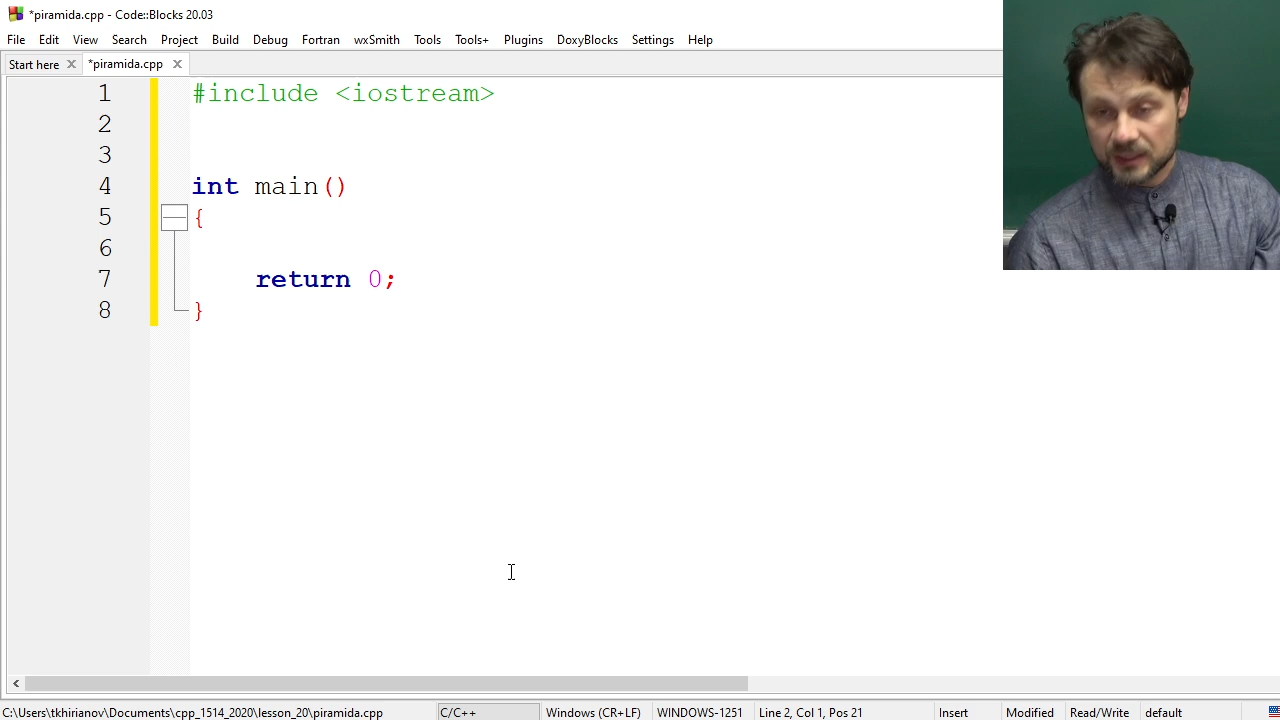 *piramida.cpp - Code::Blocks 20.03
File Edit View Search Project Build Debug Fortran wxSmith Tools Tools+ Plugins DoxyBlocks Settings Help
Start here *piramida.cpp
1 #include <iostream>
2
3
4 int main()
5 {
6
7 return 0;
8 }
C:\Users\tkhirianov\Documents\cpp_1514_2020\lesson_20\piramida.cpp C/C++ Windows (CR+LF) WINDOWS-1251 Line 2, Col 1, Pos 21 Insert Modified Read/Write default